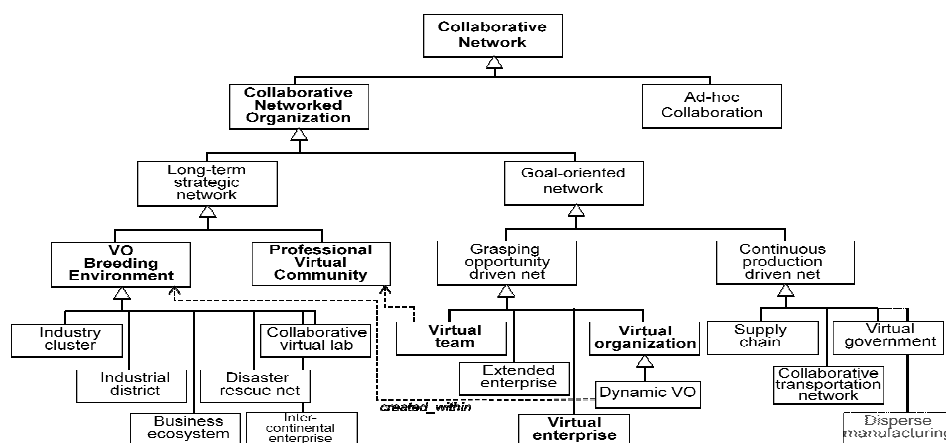 Collaborative
Network
Collaborative
Networked
Organization
Ad-hoc
Collaboration
Long-term
strategic
network
Goal-oriented
network
VO
Breeding
Environment
Professional
Virtual
Community
Grasping
opportunity
driven net
Continuous
production
driven net
Industry
cluster
Collaborative
virtual lab
Virtual
team
Virtual
organization
Supply
chain
Virtual
government
Industrial
district
Disaster
rescue net
Extended
enterprise
Dynamic VO
Collaborative
transportation
network
created_within
Business
ecosystem
Inter-
continental
enterprise
Virtual
enterprise
Disperse
manufacturing